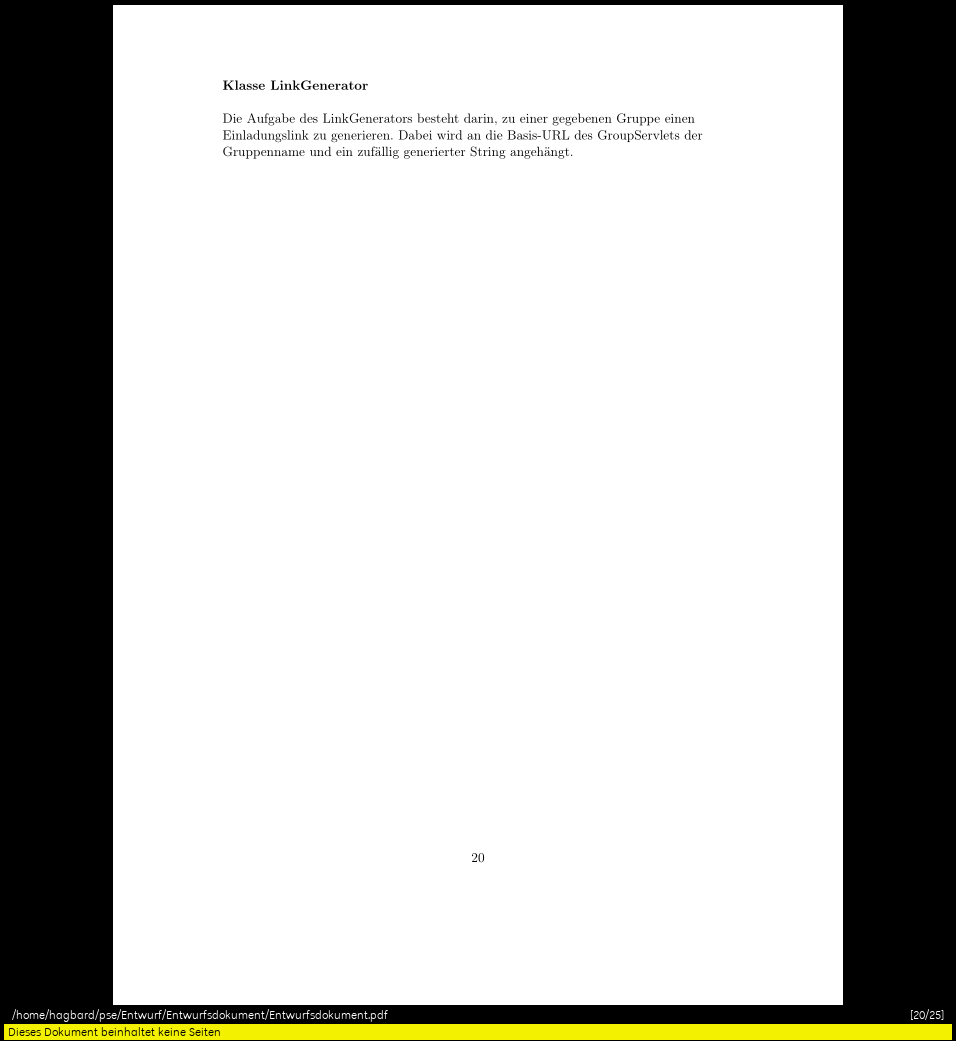 Klasse LinkGenerator
Die Aufgabe des LinkGenerators besteht darin, zu einer gegebenen Gruppe einen
Einladungslink zu generieren. Dabei wird an die Basis-URL des GroupServlets der
Gruppenname und ein zufällig generierter String angehängt.
20
/home/hagbard/pse/Entwurf/Entwurfsdokument/Entwurfsdokument.pdf [20/25]
Dieses Dokument beinhaltet keine Seiten